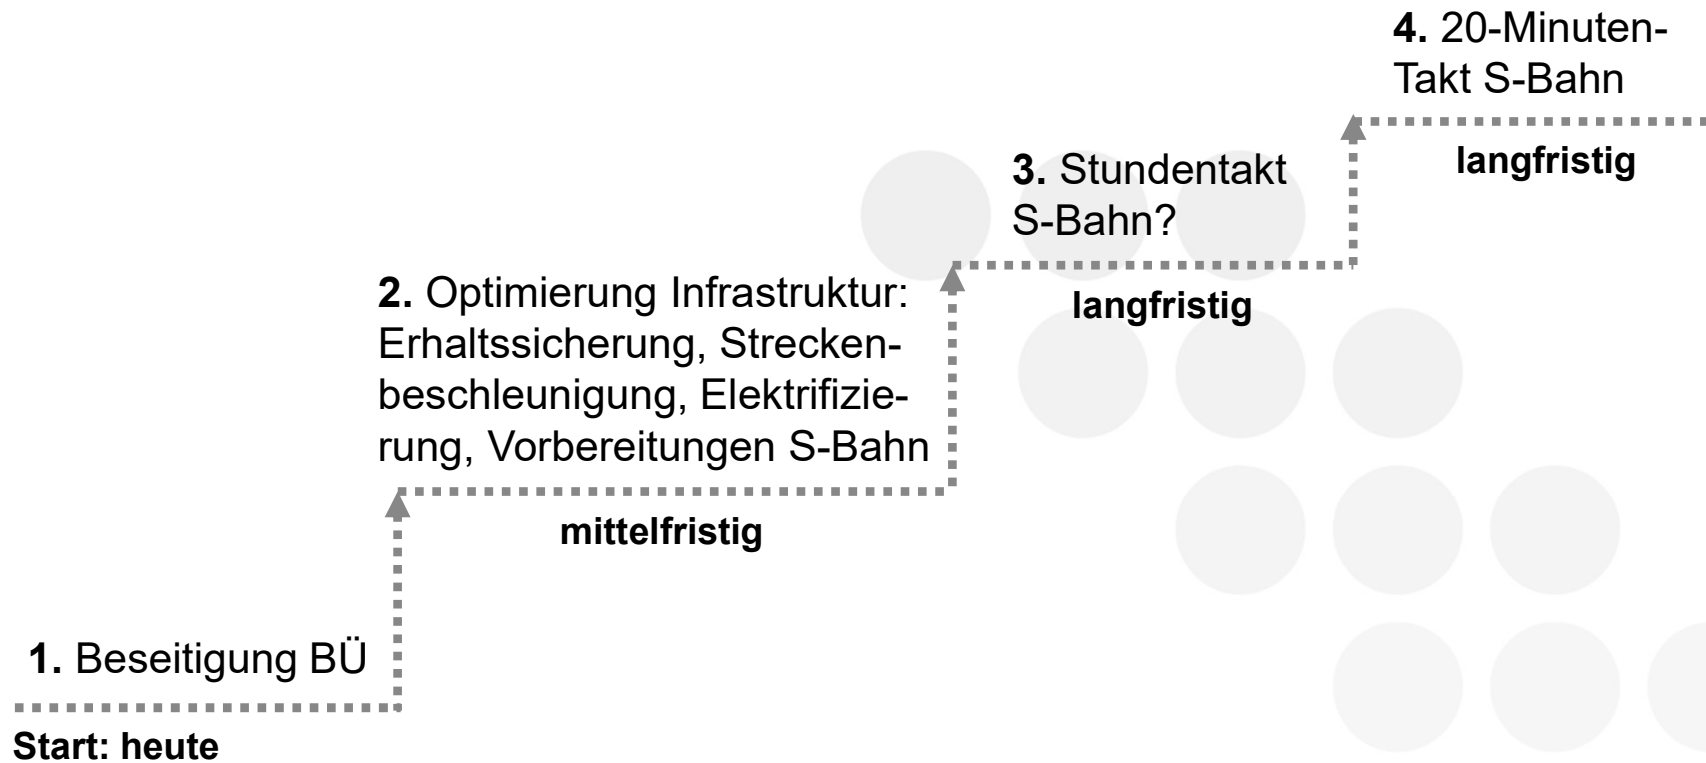 1. Beseitigung BÜ
Start: heute
2. Optimierung Infrastruktur:
Erhaltssicherung, Strecken-
beschleunigung, Elektrifizie-
rung, Vorbereitungen S-Bahn
mittelfristig
3. Stundentakt
S-Bahn?
langfristig
4. 20-Minuten-
Takt S-Bahn
langfristig